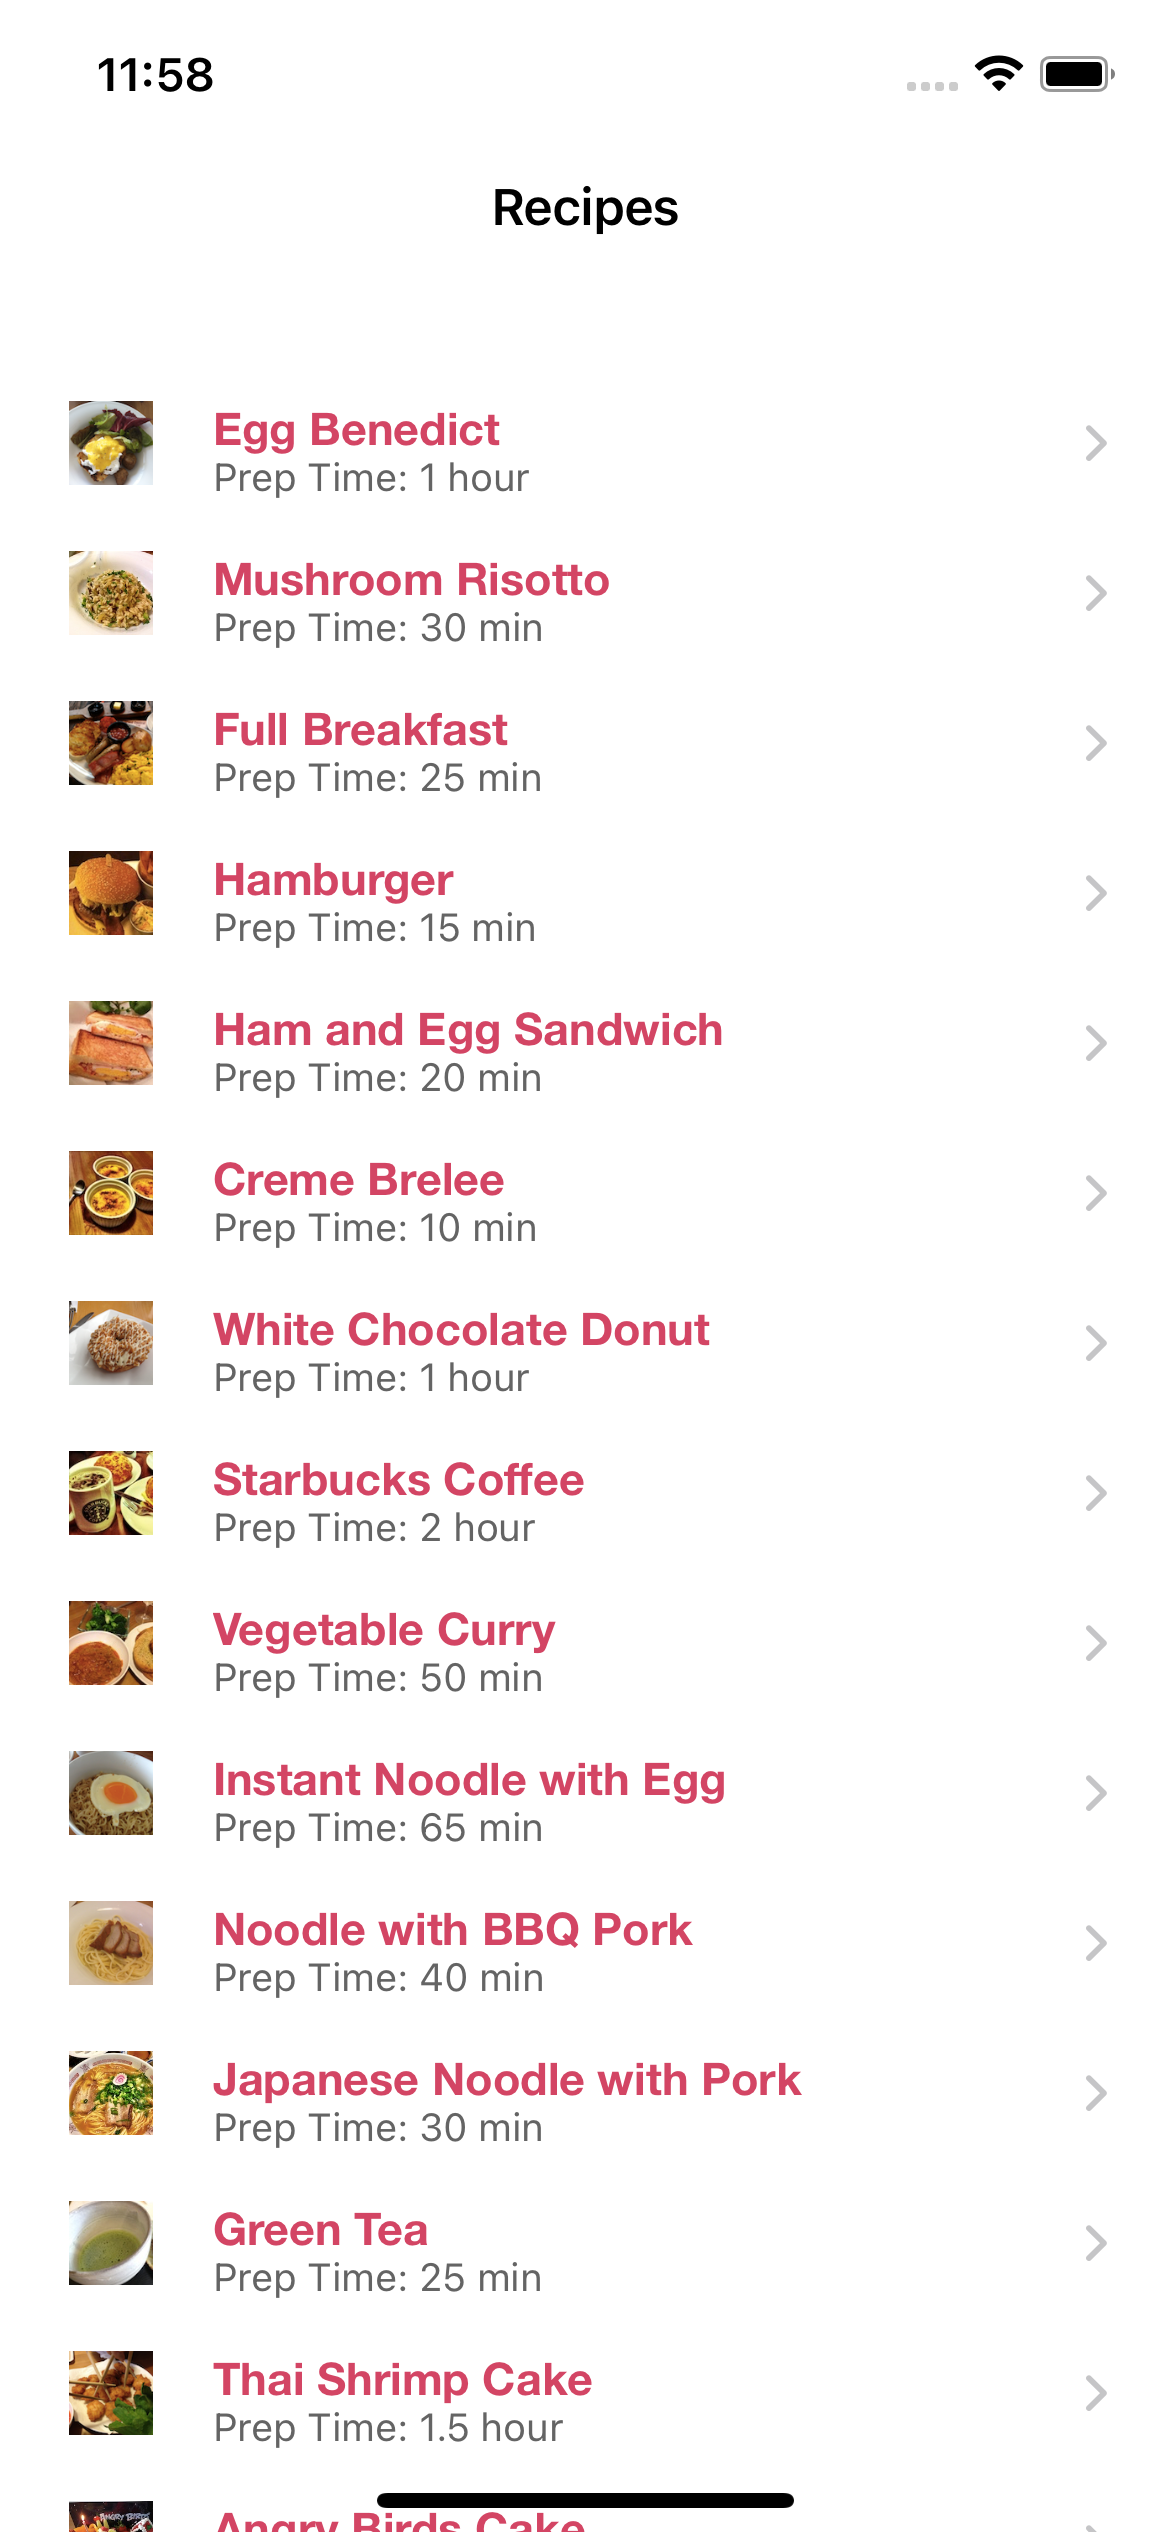 11:58
Recipes
Egg Benedict
Prep Time: 1 hour
Mushroom Risotto
Prep Time: 30 min
Full Breakfast
Prep Time: 25 min
Hamburger
Prep Time: 15 min
Ham and Egg Sandwich
Prep Time: 20 min
Creme Brelee
Prep Time: 10 min
White Chocolate Donut
Prep Time: 1 hour
Starbucks Coffee
Prep Time: 2 hour
Vegetable Curry
Prep Time: 50 min
Instant Noodle with Egg
Prep Time: 65 min
Noodle with BBQ Pork
Prep Time: 40 min
Japanese Noodle with Pork
Prep Time: 30 min
Green Tea
Prep Time: 25 min
Thai Shrimp Cake
Prep Time: 1.5 hour
ANGRY BIRDS
Angry Birds Cake